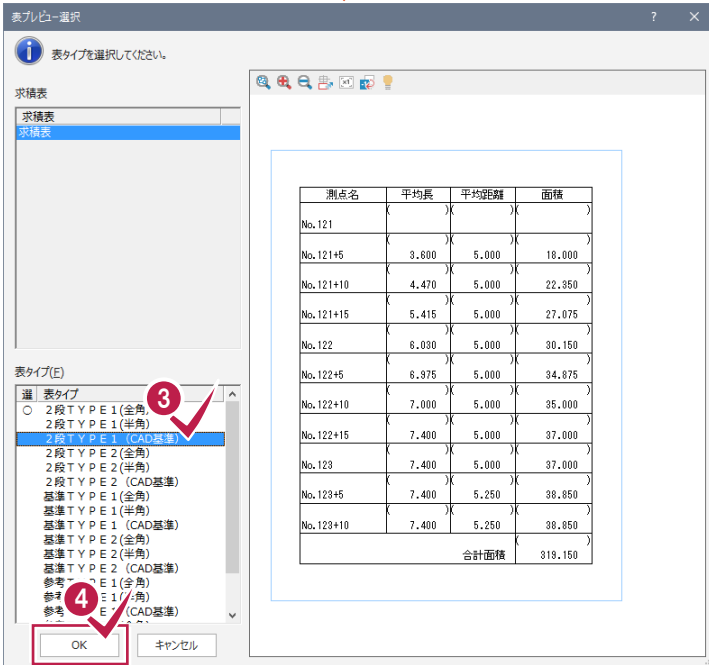 表プレビュー選択 ? ×
i 表タイプを選択してください。
求積表
求積表
求積表
表タイプ(E)
選 表タイプ
○ 2段TYPE1(全角)
2段TYPE1(半角)
2段TYPE1 (CAD基準)
2段TYPE2(全角)
2段TYPE2(半角)
2段TYPE2 (CAD基準)
基準TYPE1(全角)
基準TYPE1(半角)
基準TYPE1 (CAD基準)
基準TYPE2(全角)
基準TYPE2(半角)
基準TYPE2 (CAD基準)
参考TYPE1(全角)
3
4
OK キャンセル
x1
測点名 平均長 平均距離 面積
( )( )( )
No.121
( )( )( )
No.121+5 3.600 5.000 18.000
( )( )( )
No.121+10 4.470 5.000 22.350
( )( )( )
No.121+15 5.415 5.000 27.075
( )( )( )
No.122 6.030 5.000 30.150
( )( )( )
No.122+5 6.975 5.000 34.875
( )( )( )
No.122+10 7.000 5.000 35.000
( )( )( )
No.122+15 7.400 5.000 37.000
( )( )( )
No.123 7.400 5.000 37.000
( )( )( )
No.123+5 7.400 5.250 38.850
( )( )( )
No.123+10 7.400 5.250 38.850
( )
合計面積 319.150